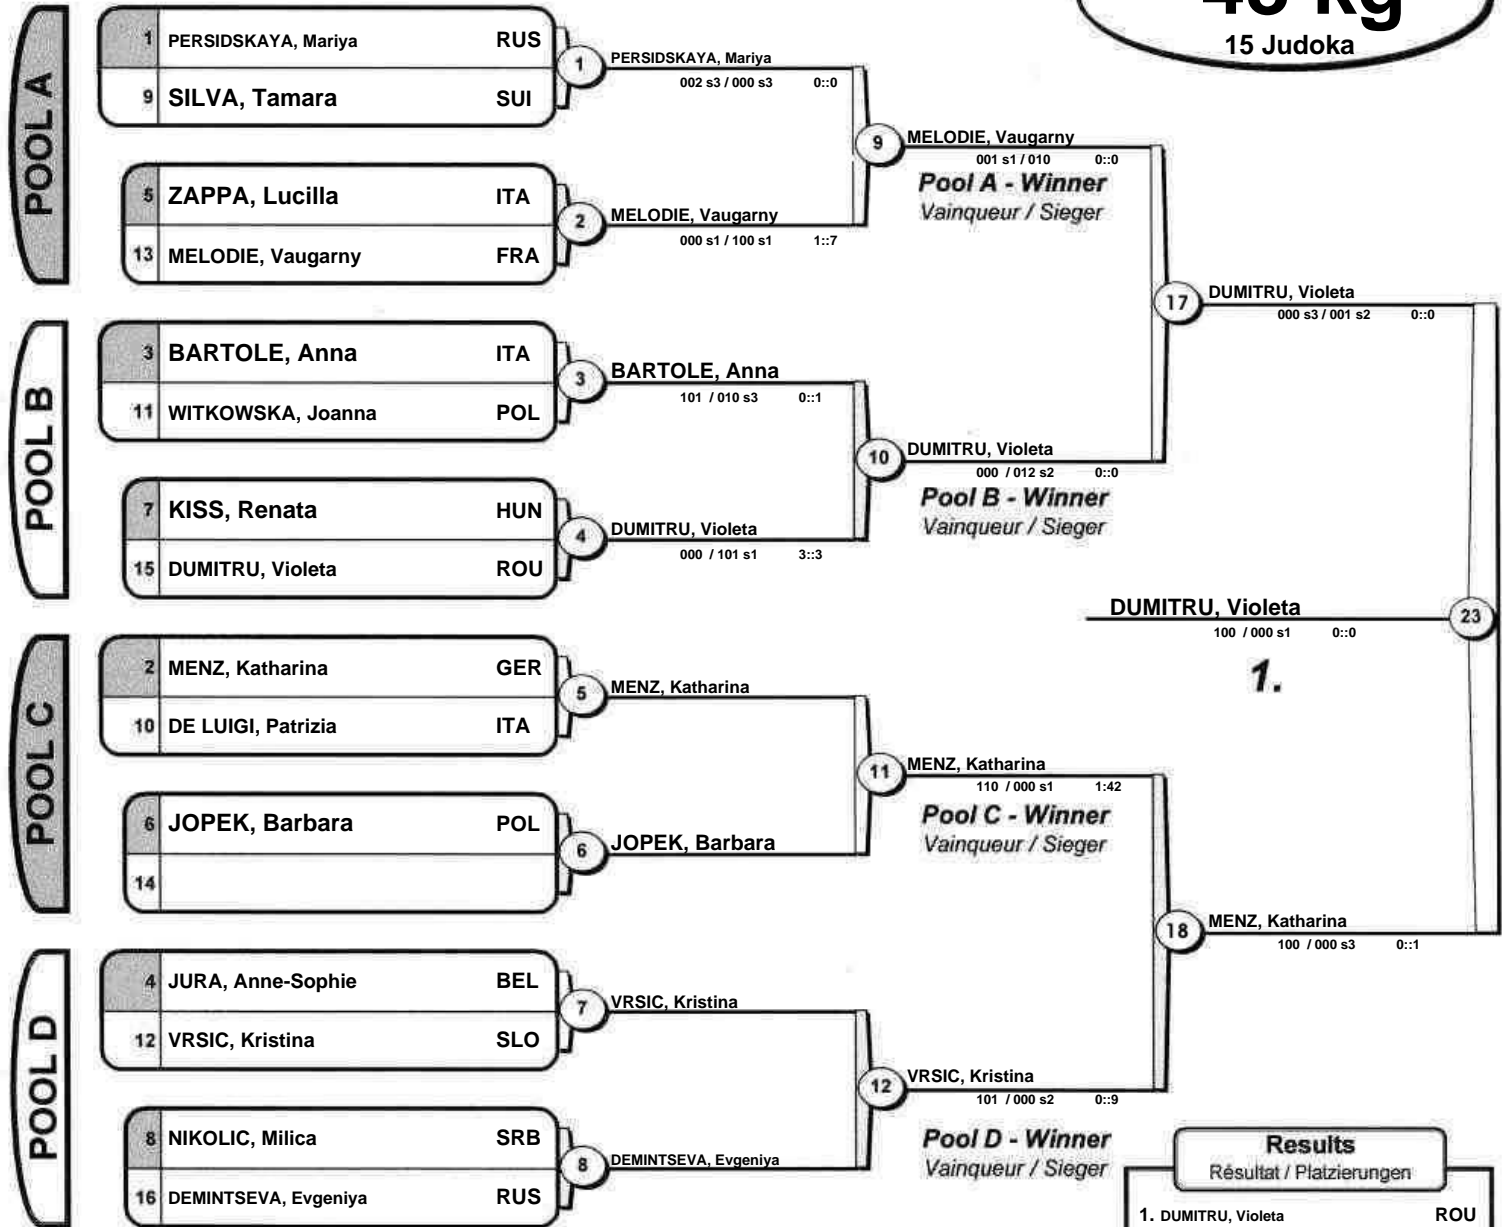 48 kg
15 Judoka
POOL A
1 PERSIDSKAYA, Mariya RUS
9 SILVA, Tamara SUI
1
PERSIDSKAYA, Mariya
002 s3 / 000 s3 0::0
5 ZAPPA, Lucilla ITA
13 MELODIE, Vaugarny FRA
2
MELODIE, Vaugarny
000 s1 / 100 s1 1::7
9
MELODIE, Vaugarny
001 s1 / 010 0::0
Pool A - Winner
Vainqueur / Sieger
POOL B
3 BARTOLE, Anna ITA
11 WITKOWSKA, Joanna POL
3
BARTOLE, Anna
101 / 010 s3 0::1
7 KISS, Renata HUN
15 DUMITRU, Violeta ROU
4
DUMITRU, Violeta
000 / 101 s1 3::3
10
DUMITRU, Violeta
000 / 012 s2 0::0
Pool B - Winner
Vainqueur / Sieger
17
DUMITRU, Violeta
000 s3 / 001 s2 0::0
DUMITRU, Violeta
23
100 / 000 s1 0::0
1.
POOL C
2 MENZ, Katharina GER
10 DE LUIGI, Patrizia ITA
5
MENZ, Katharina
6 JOPEK, Barbara POL
14
6
JOPEK, Barbara
11
MENZ, Katharina
110 / 000 s1 1:42
Pool C - Winner
Vainqueur / Sieger
POOL D
4 JURA, Anne-Sophie BEL
12 VRSIC, Kristina SLO
7
VRSIC, Kristina
8 NIKOLIC, Milica SRB
16 DEMINTSEVA, Evgeniya RUS
8
DEMINTSEVA, Evgeniya
12
VRSIC, Kristina
101 / 000 s2 0::9
Pool D - Winner
Vainqueur / Sieger
18
MENZ, Katharina
100 / 000 s3 0::1
Results
Résultat / Platzierungen
1. DUMITRU, Violeta ROU